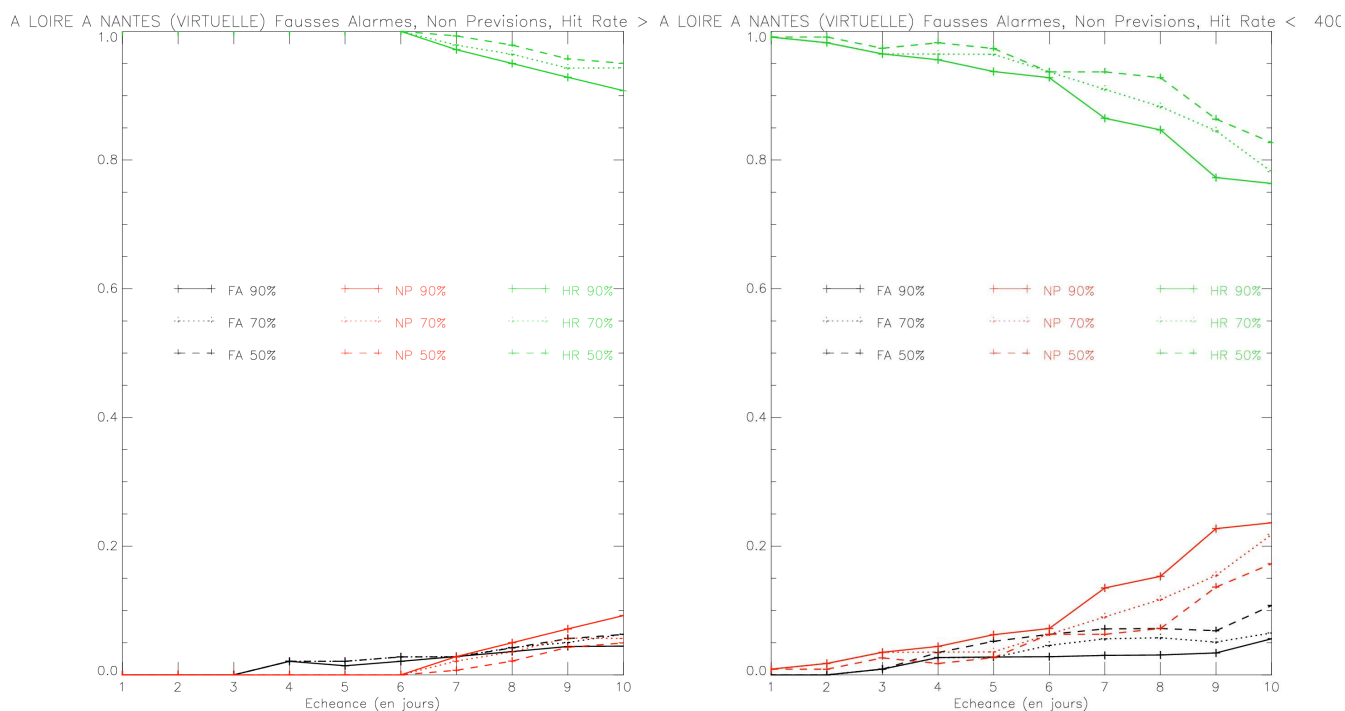 A LOIRE A NANTES (VIRTUELLE) Fausses Alarmes, Non Previsions, Hit Rate >
1.0
0.8
0.6
0.4
0.2
0.0
FA 90% NP 90% HR 90%
FA 70% NP 70% HR 70%
FA 50% NP 50% HR 50%
1 2 3 4 5 6 7 8 9 10
Echeance (en jours)
A LOIRE A NANTES (VIRTUELLE) Fausses Alarmes, Non Previsions, Hit Rate < 400
1.0
0.8
0.6
0.4
0.2
0.0
FA 90% NP 90% HR 90%
FA 70% NP 70% HR 70%
FA 50% NP 50% HR 50%
1 2 3 4 5 6 7 8 9 10
Echeance (en jours)